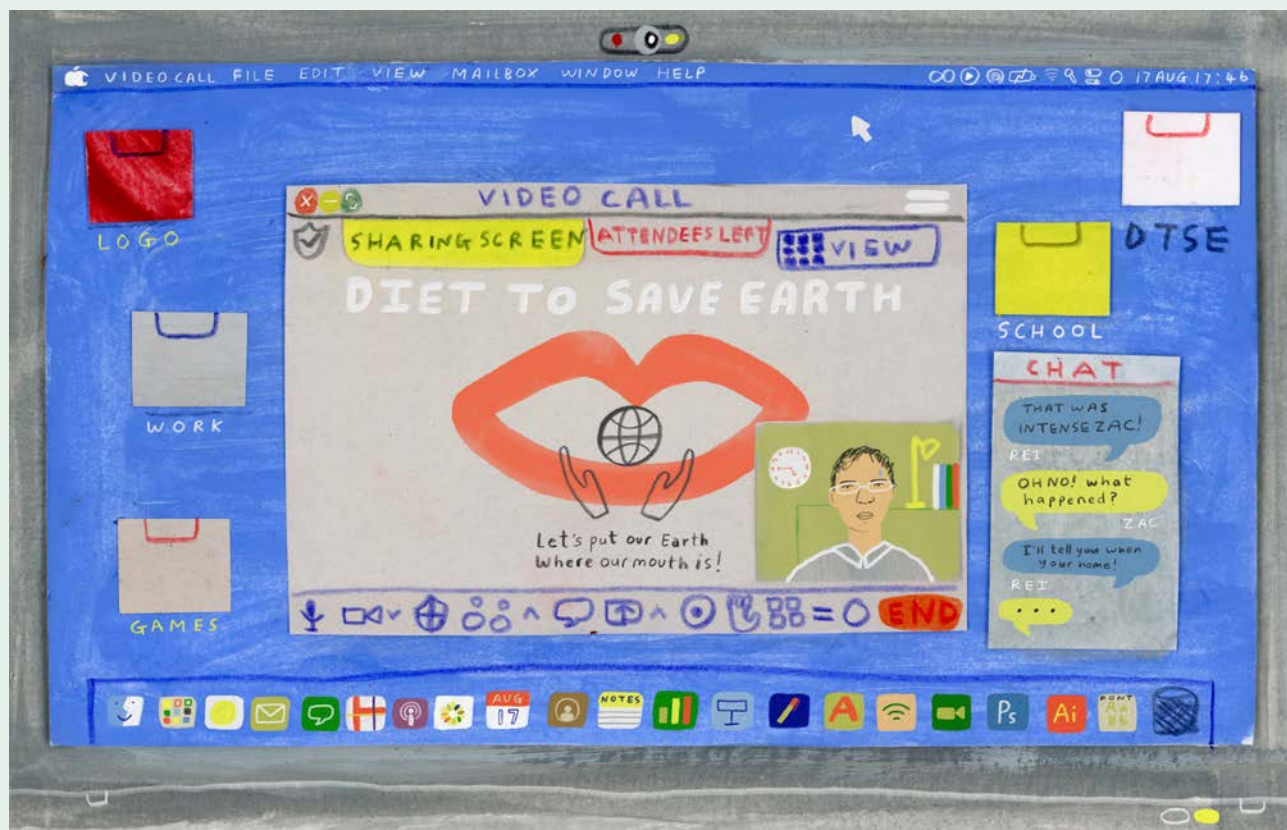 VIDEO CALL FILE EDIT VIEW MAILBOX WINDOW HELP 17 AUG 17:46
LOGO
WORK
GAMES
VIDEO CALL
SHARING SCREEN ATTENDEES LEFT VIEW
DIET TO SAVE EARTH
Let's put our Earth
Where our mouth is!
END
DTSE
SCHOOL
CHAT
THAT WAS
INTENSE ZAC!
REI
OH NO! what
happened?
ZAC
I'll tell you when
your home!
REI
...
AUG
17
NOTES
A
Ps
Ai
FONT